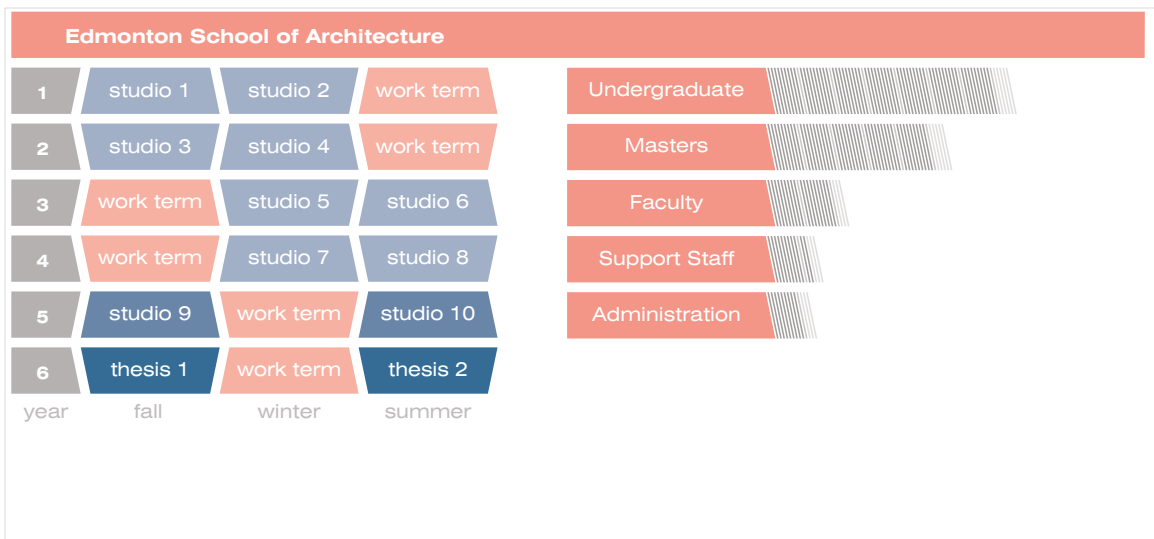 Edmonton School of Architecture
1 studio 1 studio 2 work term
2 studio 3 studio 4 work term
3 work term studio 5 studio 6
4 work term studio 7 studio 8
5 studio 9 work term studio 10
6 thesis 1 work term thesis 2
year fall winter summer
Undergraduate
Masters
Faculty
Support Staff
Administration